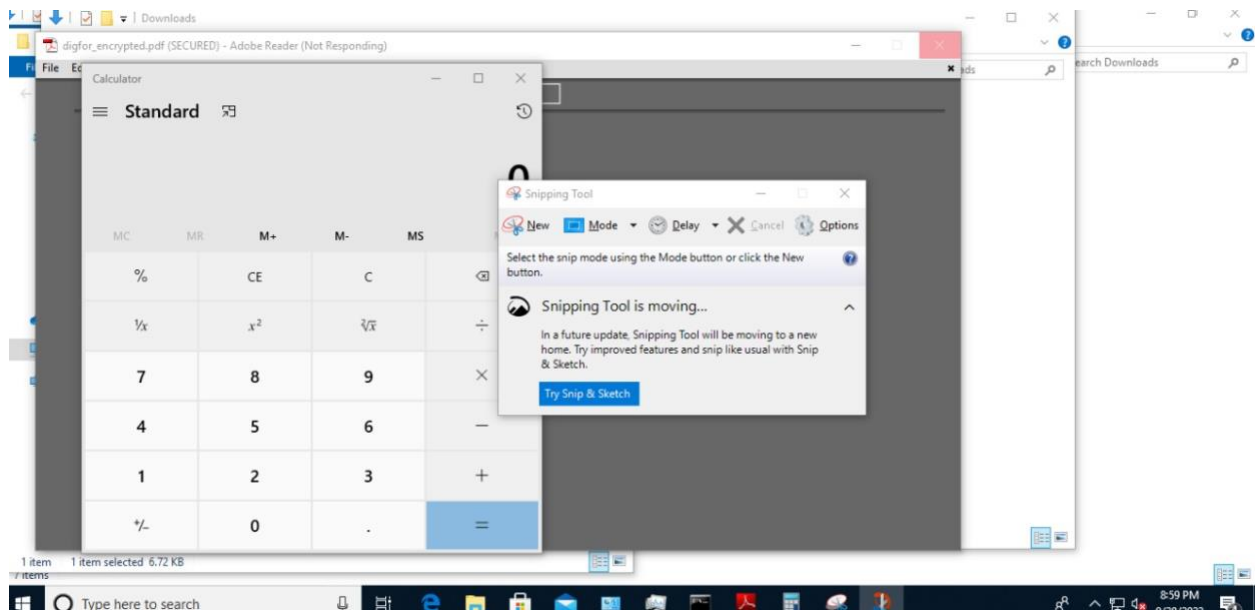 Downloads
digfor_encrypted.pdf (SECURED) - Adobe Reader (Not Responding)
File
Calculator
Standard
0
MC MR M+ M- MS
% CE C
¹/x x² ²√x ÷
7 8 9 ×
4 5 6 −
1 2 3 +
+/- 0 . =
Snipping Tool
New Mode Delay Cancel Options
Select the snip mode using the Mode button or click the New
button.
Snipping Tool is moving...
In a future update, Snipping Tool will be moving to a new
home. Try improved features and snip like usual with Snip
& Sketch.
Try Snip & Sketch
ads
earch Downloads
1 item 1 item selected 6.72 KB
7 items
Type here to search
8:59 PM